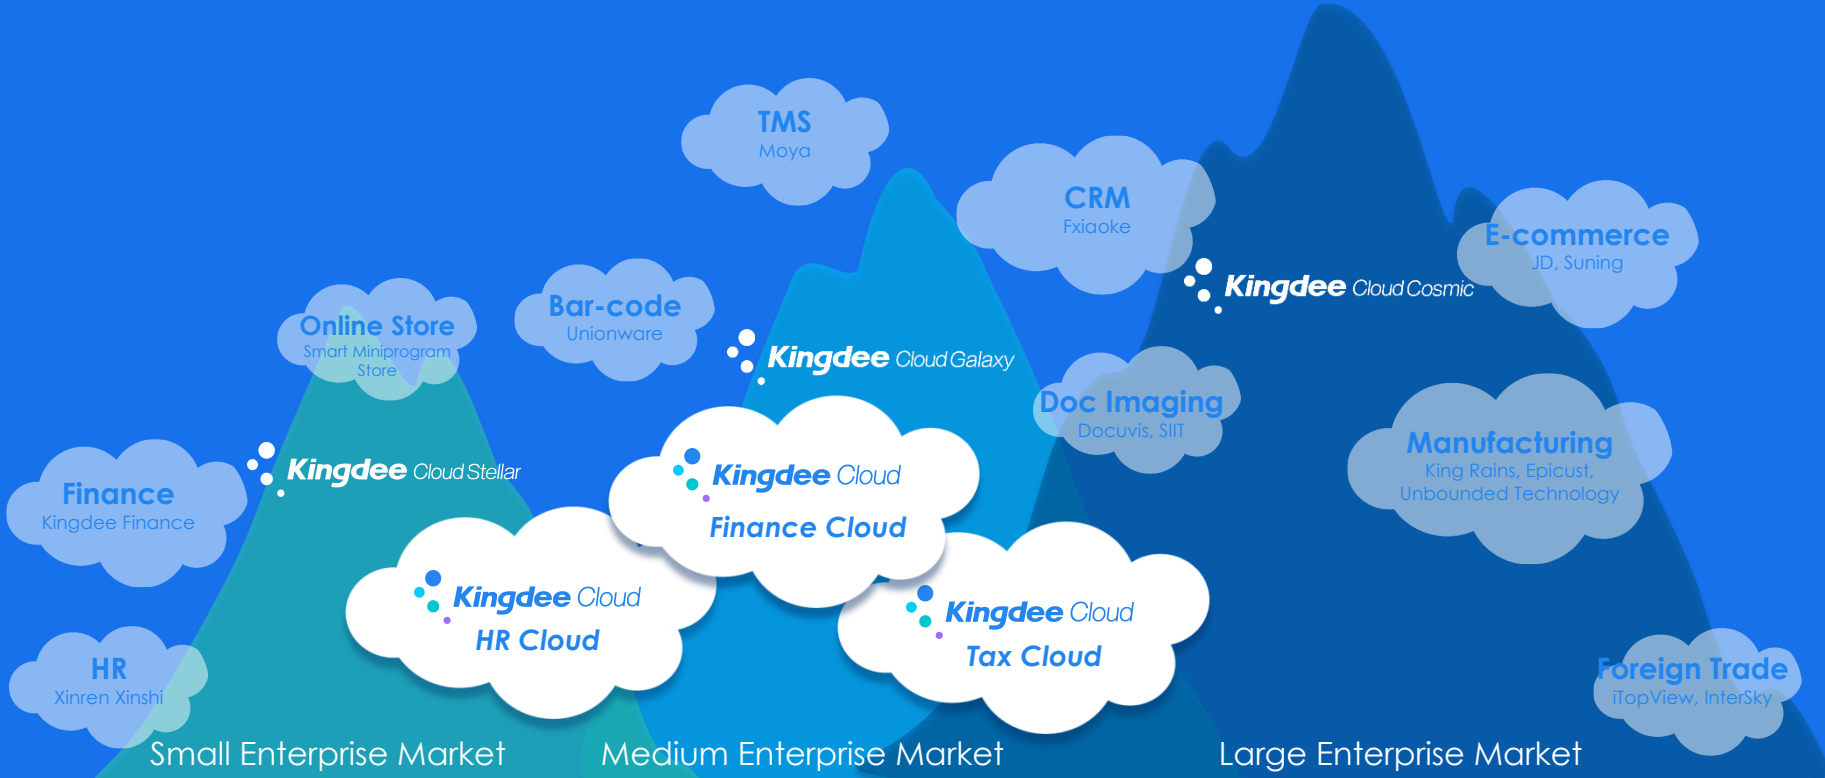 TMS
Moya
CRM
Fxiaoke
E-commerce
JD, Suning
Kingdee Cloud Cosmic
Online Store
Smart Miniprogram
Store
Bar-code
Unionware
Kingdee Cloud Galaxy
Doc Imaging
Docuvis, SIIT
Manufacturing
King Rains, Epicust,
Unbounded Technology
Kingdee Cloud Stellar
Finance
Kingdee Finance
Kingdee Cloud
Finance Cloud
Kingdee Cloud
HR Cloud
Kingdee Cloud
Tax Cloud
HR
Xinren Xinshi
Foreign Trade
iTopView, InterSky
Small Enterprise Market
Medium Enterprise Market
Large Enterprise Market